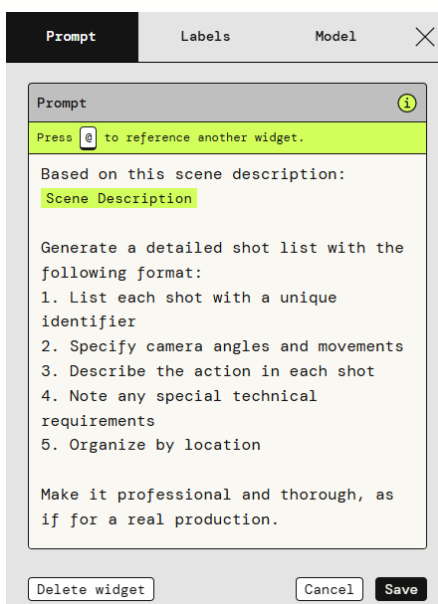 Prompt Labels Model
Prompt
Press @ to reference another widget.
Based on this scene description:
Scene Description
Generate a detailed shot list with the
following format:
1. List each shot with a unique
identifier
2. Specify camera angles and movements
3. Describe the action in each shot
4. Note any special technical
requirements
5. Organize by location
Make it professional and thorough, as
if for a real production.
Delete widget Cancel Save